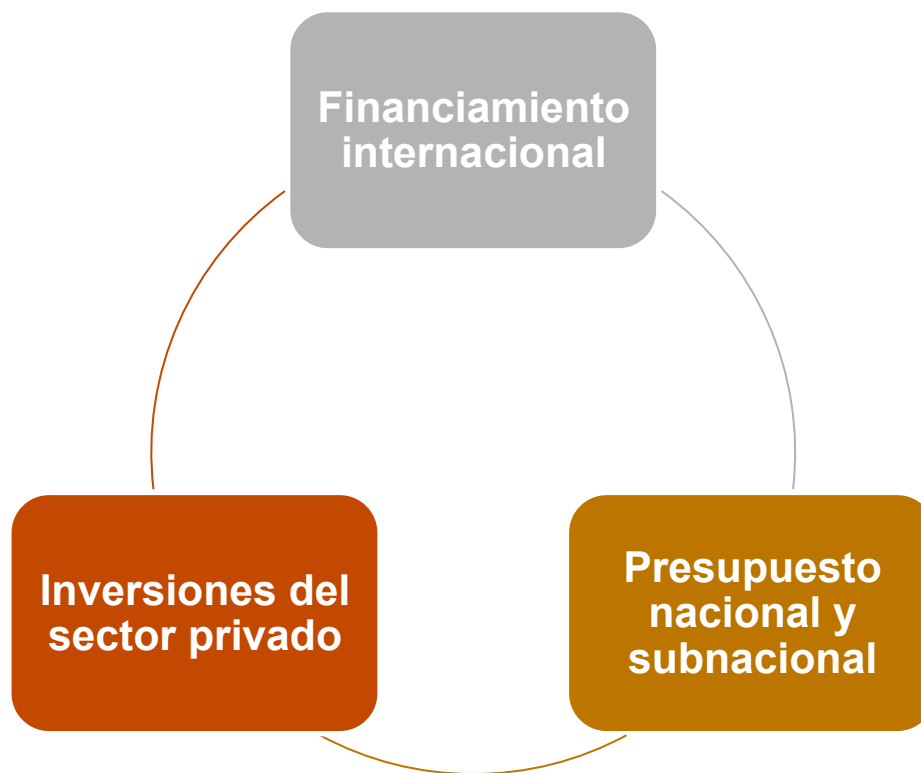 Financiamiento
internacional
Inversiones del
sector privado
Presupuesto
nacional y
subnacional